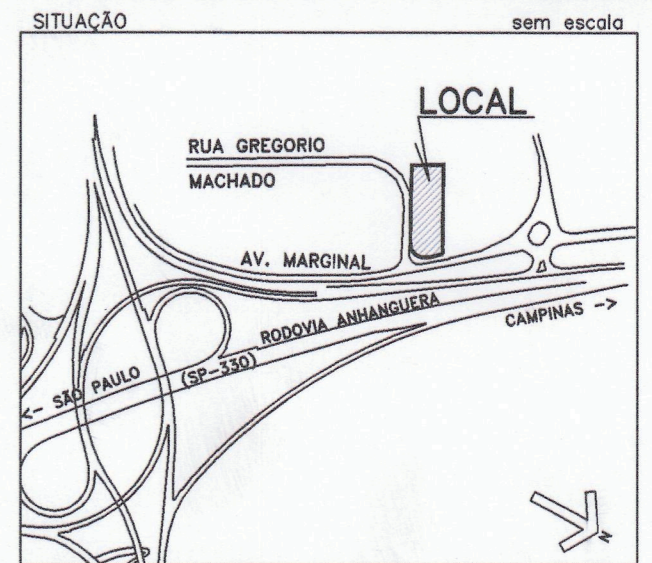 SITUAÇÃO
sem escala
LOCAL
RUA GREGORIO
MACHADO
AV. MARGINAL
RODOVIA ANHANGUERA
(SP-330)
CAMPINAS ->
<- SÃO PAULO
N